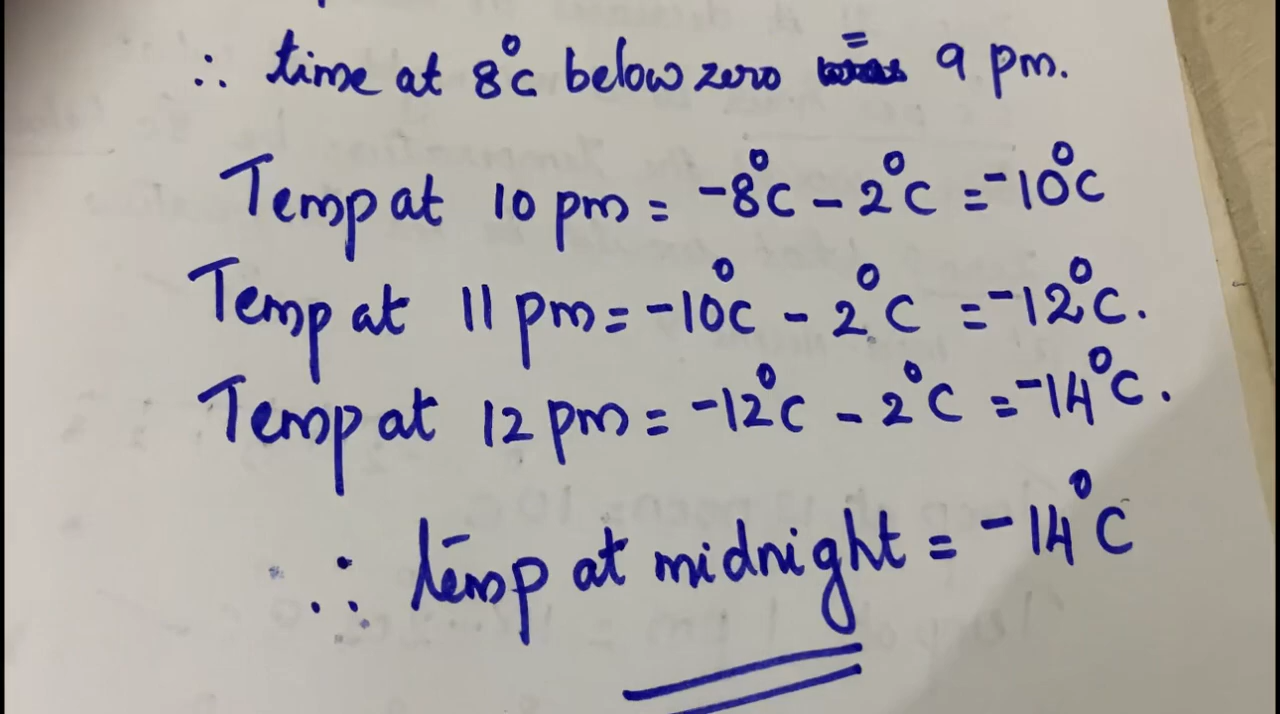 ∴ time at 8°C below zero = 9 pm.
Temp at 10 pm = -8°C - 2°C = -10°C
Temp at 11 pm = -10°C - 2°C = -12°C.
Temp at 12 pm = -12°C - 2°C = -14°C.
∴ temp at midnight = -14°C